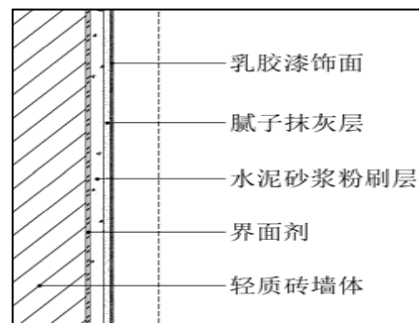 乳胶漆饰面
腻子抹灰层
水泥砂浆粉刷层
界面剂
轻质砖墙体